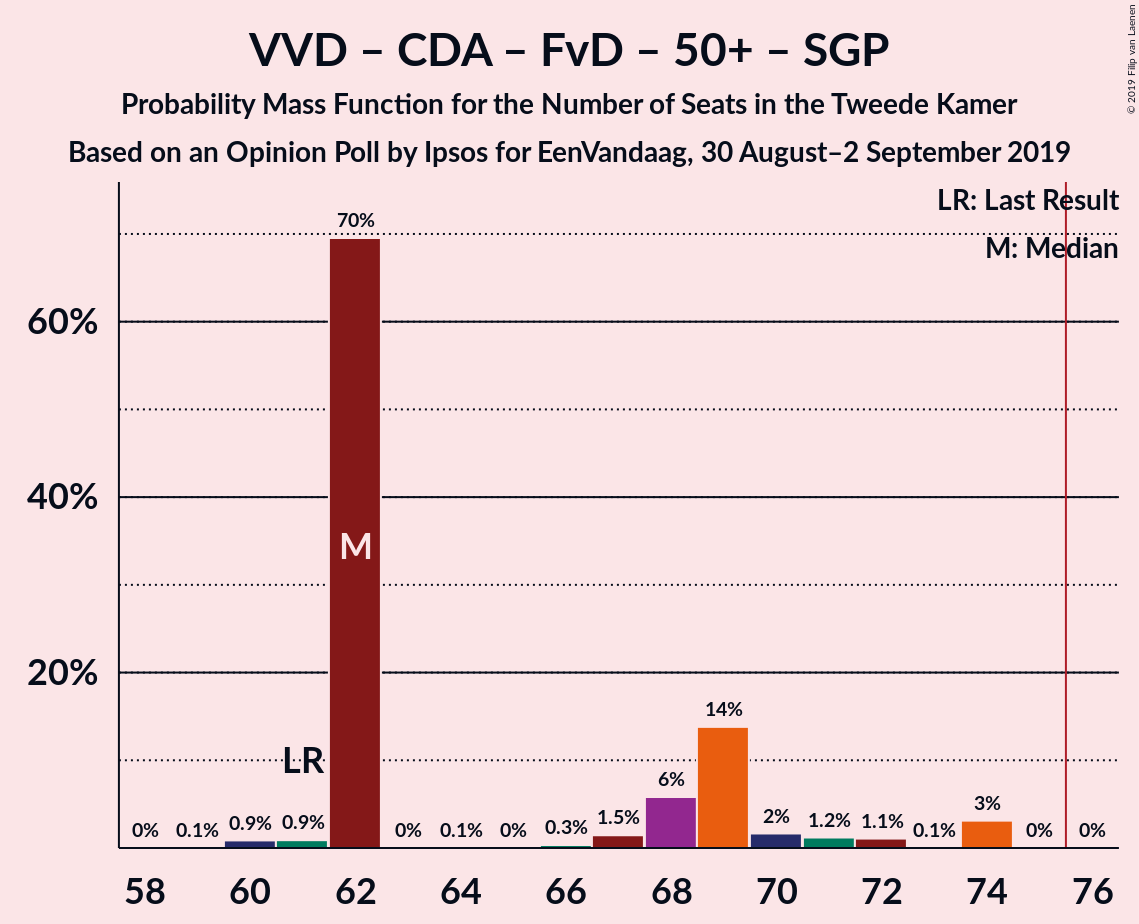 VVD – CDA – FvD – 50+ – SGP
Probability Mass Function for the Number of Seats in the Tweede Kamer
Based on an Opinion Poll by Ipsos for EenVandaag, 30 August–2 September 2019
© 2019 Filip van Laenen
LR: Last Result
M: Median
60%
40%
20%
0% 0.1% 0.9% 0.9% 70% 0% 0.1% 0% 0.3% 1.5% 6% 14% 2% 1.2% 1.1% 0.1% 3% 0% 0%
LR
M
58 60 62 64 66 68 70 72 74 76